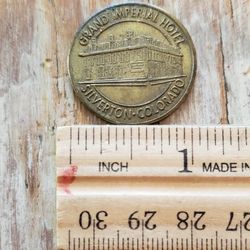 GRAND IMPERIAL HOTEL
SILVERTON-COLORADO
INCH 1 MADE IN
30 29 28 27